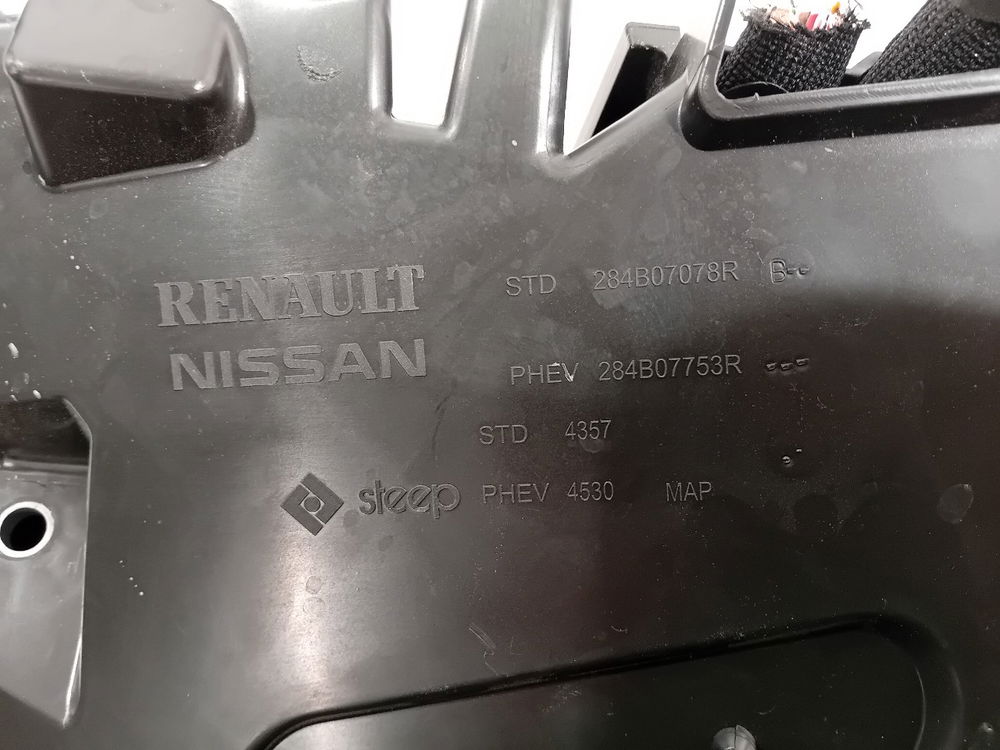 RENAULT
NISSAN
STD 284B07078R B--
PHEV 284B07753R ---
STD 4357
steep PHEV 4530 MAP